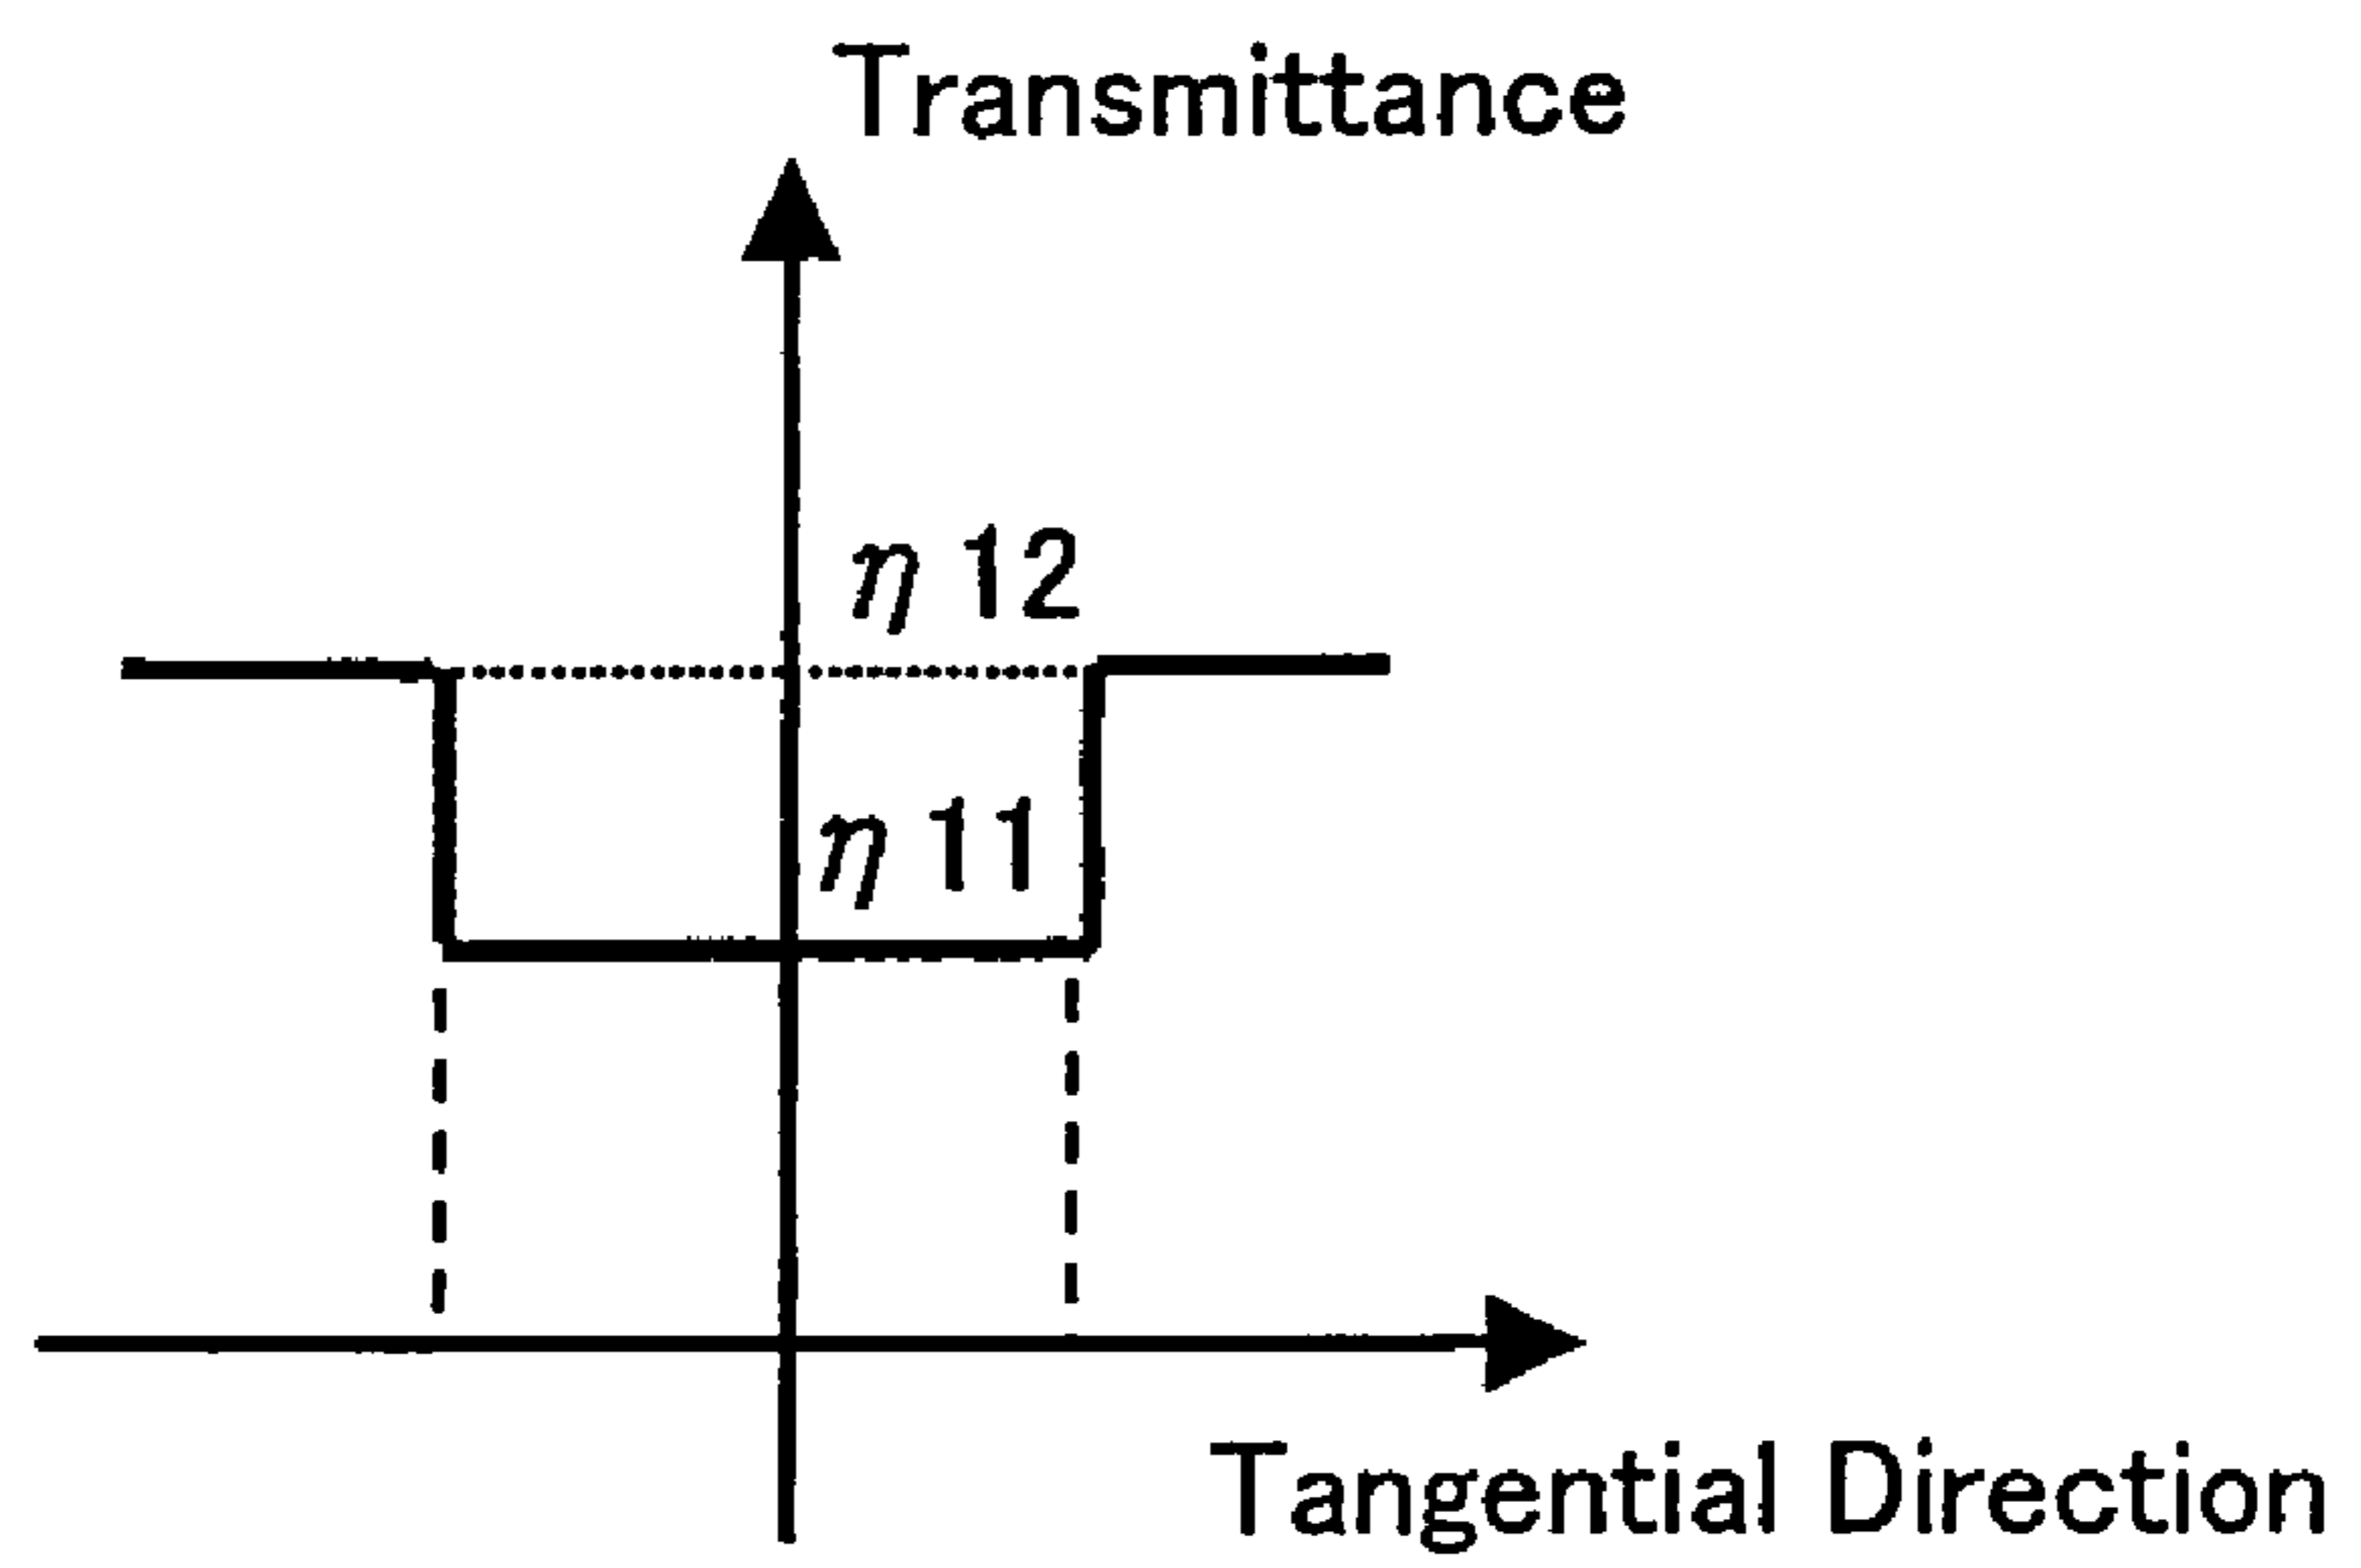 Transmittance
η 12
η 11
Tangential Direction